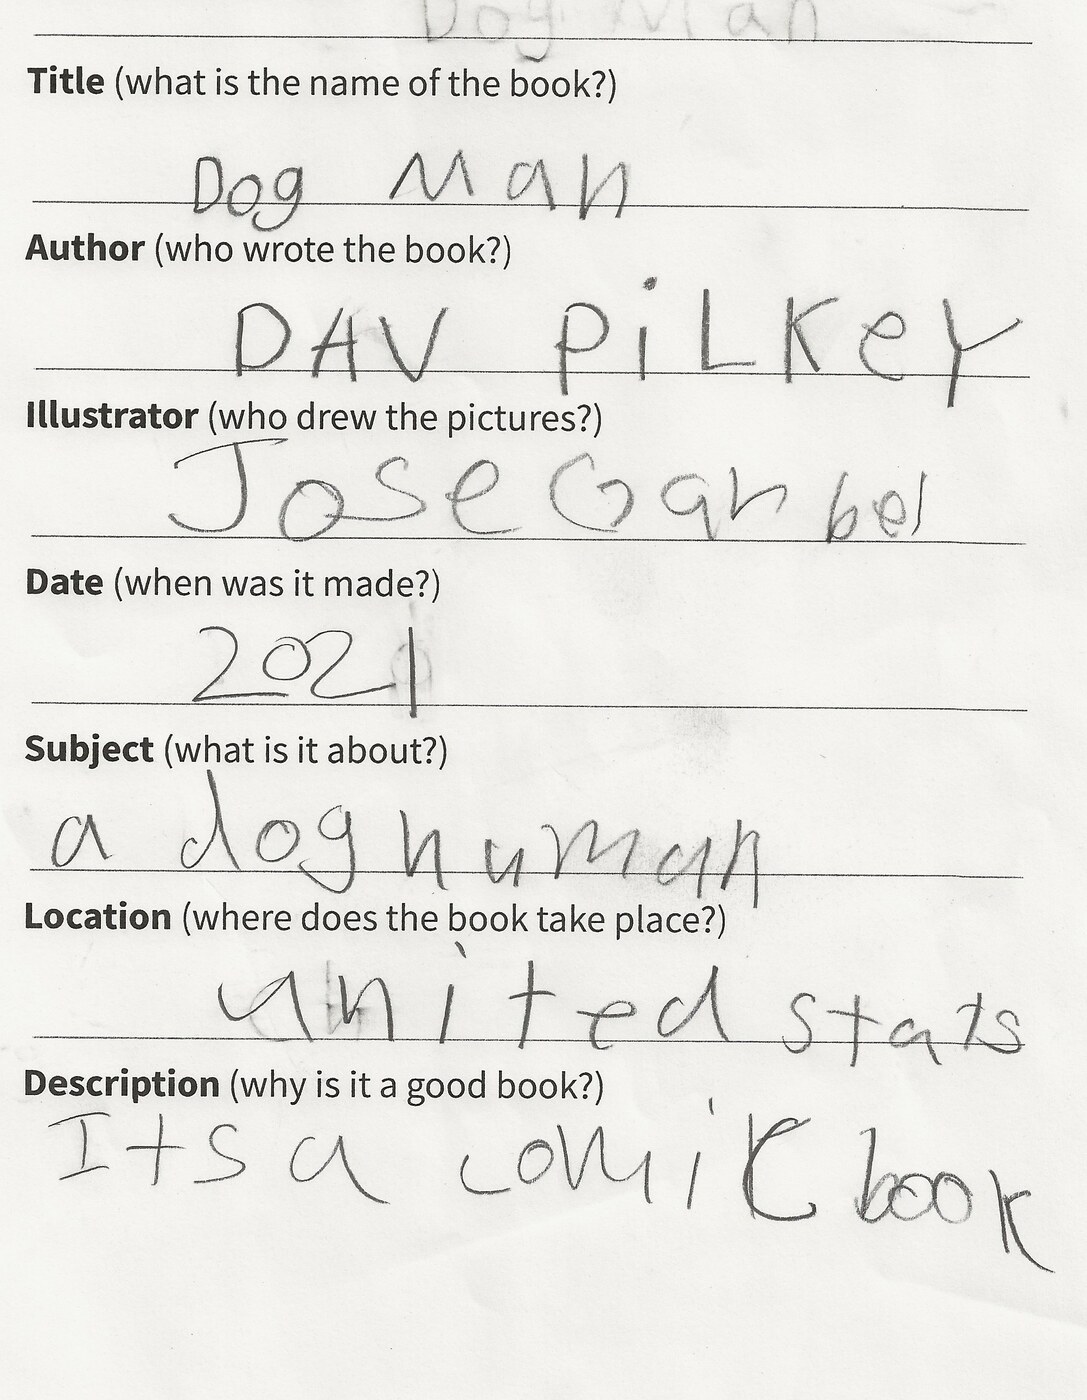 Dog Man
Title (what is the name of the book?)
Dog Man
Author (who wrote the book?)
DAV PiLKey
Illustrator (who drew the pictures?)
Jose Garibel
Date (when was it made?)
2021
Subject (what is it about?)
a dog human
Location (where does the book take place?)
united stats
Description (why is it a good book?)
Its a comic book